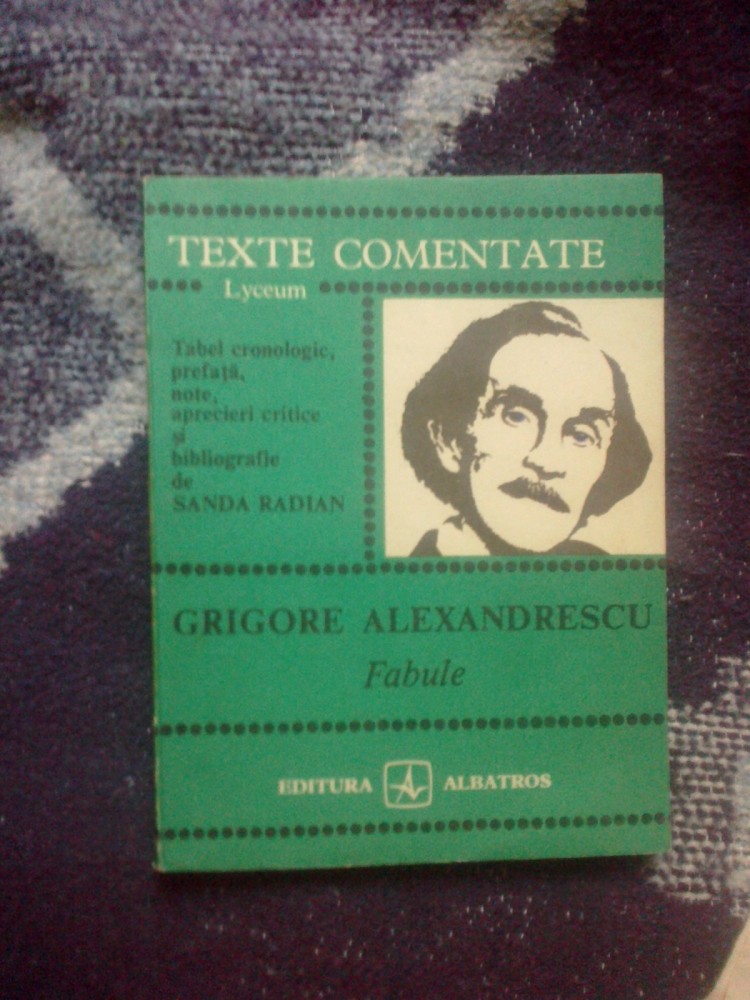 TEXTE COMENTATE
Lyceum
Tabel cronologic,
prefață,
note,
aprecieri critice
și
bibliografie
de
SANDA RADIAN
GRIGORE ALEXANDRESCU
Fabule
EDITURA ALBATROS